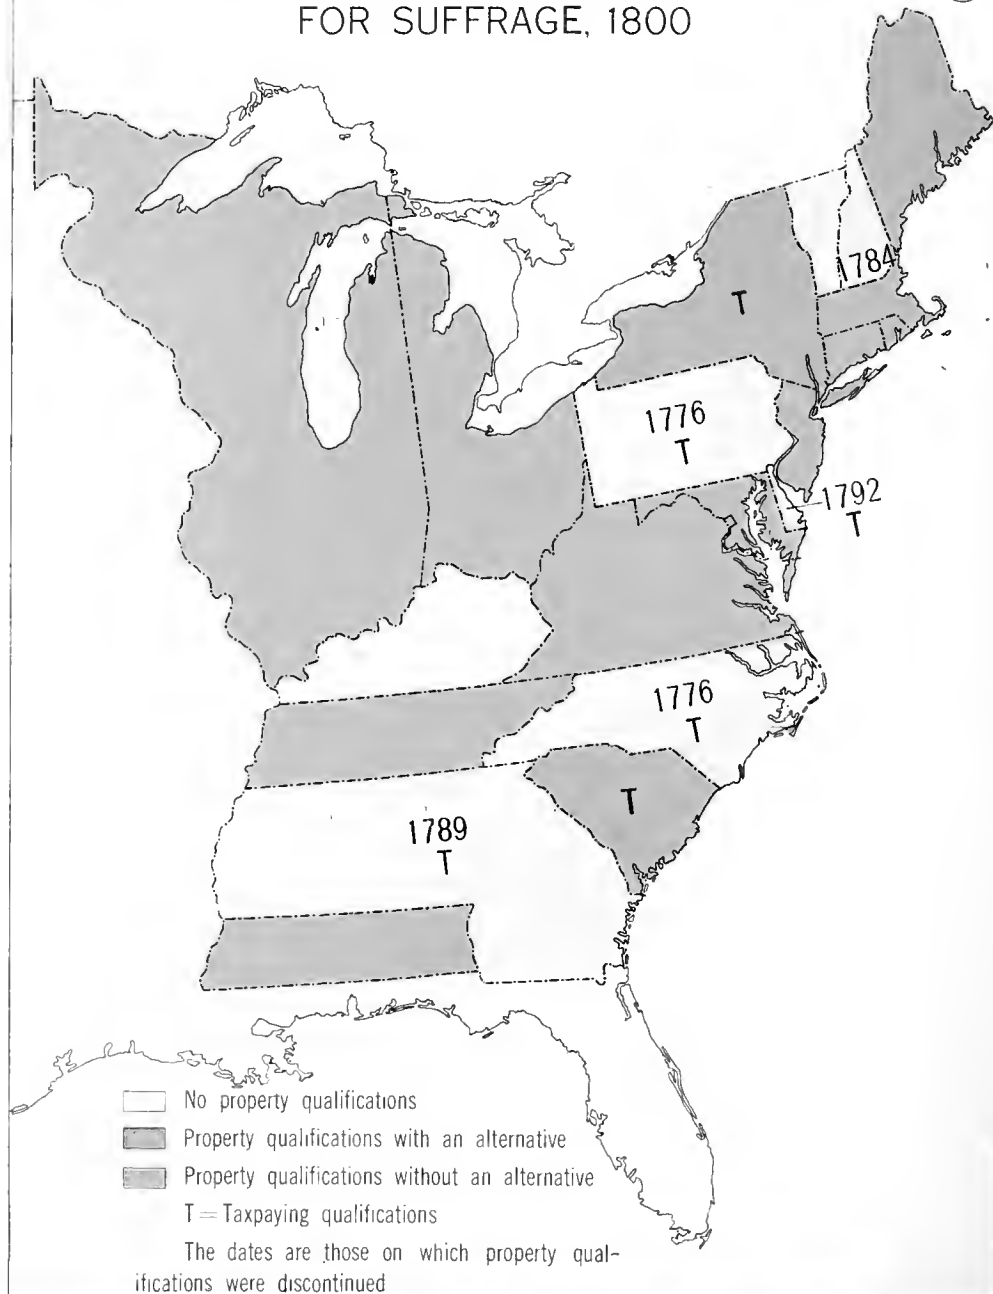 FOR SUFFRAGE, 1800
1784
T
1776
T
1792
T
1776
T
T
1789
T
No property qualifications
Property qualifications with an alternative
Property qualifications without an alternative
T = Taxpaying qualifications
The dates are those on which property qual-
ifications were discontinued